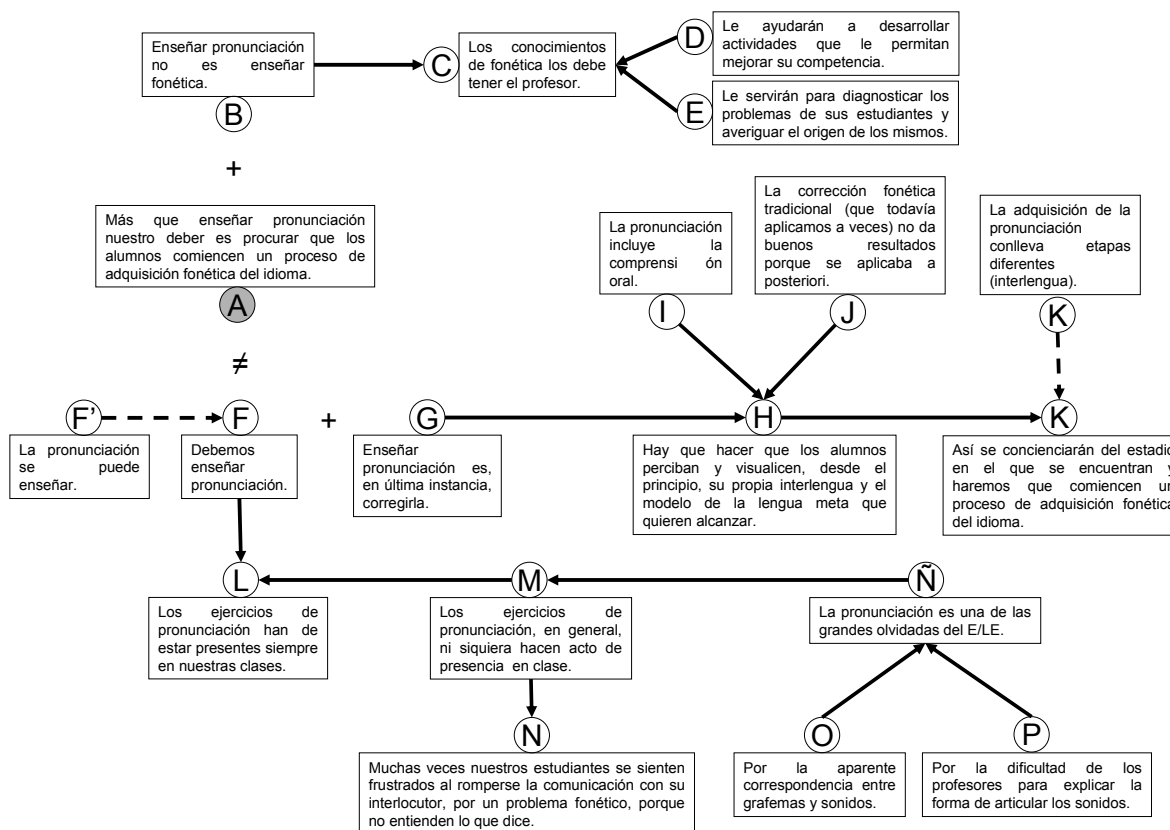 Enseñar pronunciación
no es enseñar
fonética.
B
C
Los conocimientos
de fonética los debe
tener el profesor.
D
Le ayudarán a desarrollar
actividades que le permitan
mejorar su competencia.
E
Le servirán para diagnosticar los
problemas de sus estudiantes y
averiguar el origen de los mismos.
+
Más que enseñar pronunciación
nuestro deber es procurar que los
alumnos comiencen un proceso de
adquisición fonética del idioma.
A
La pronunciación
incluye la
comprensi ón
oral.
I
La corrección fonética
tradicional (que todavía
aplicamos a veces) no da
buenos resultados
porque se aplicaba a
posteriori.
J
La adquisición de la
pronunciación
conlleva etapas
diferentes
(interlengua).
K
≠
F'
La pronunciación
se puede
enseñar.
F
Debemos
enseñar
pronunciación.
+
G
Enseñar
pronunciación es,
en última instancia,
corregirla.
H
Hay que hacer que los alumnos
perciban y visualicen, desde el
principio, su propia interlengua y el
modelo de la lengua meta que
quieren alcanzar.
K
Así se concienciarán del estadio
en el que se encuentran y
haremos que comiencen un
proceso de adquisición fonética
del idioma.
L
Los ejercicios de
pronunciación han de
estar presentes siempre
en nuestras clases.
M
Los ejercicios de
pronunciación, en general,
ni siquiera hacen acto de
presencia en clase.
Ñ
La pronunciación es una de las
grandes olvidadas del E/LE.
N
Muchas veces nuestros estudiantes se sienten
frustrados al romperse la comunicación con su
interlocutor, por un problema fonético, porque
no entienden lo que dice.
O
Por la aparente
correspondencia entre
grafemas y sonidos.
P
Por la dificultad de los
profesores para explicar la
forma de articular los sonidos.